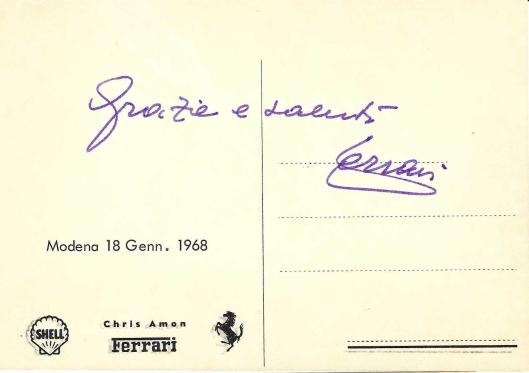 Grazie e saluti
Ferrari
Modena 18 Genn. 1968
SHELL
Chris Amon
Ferrari